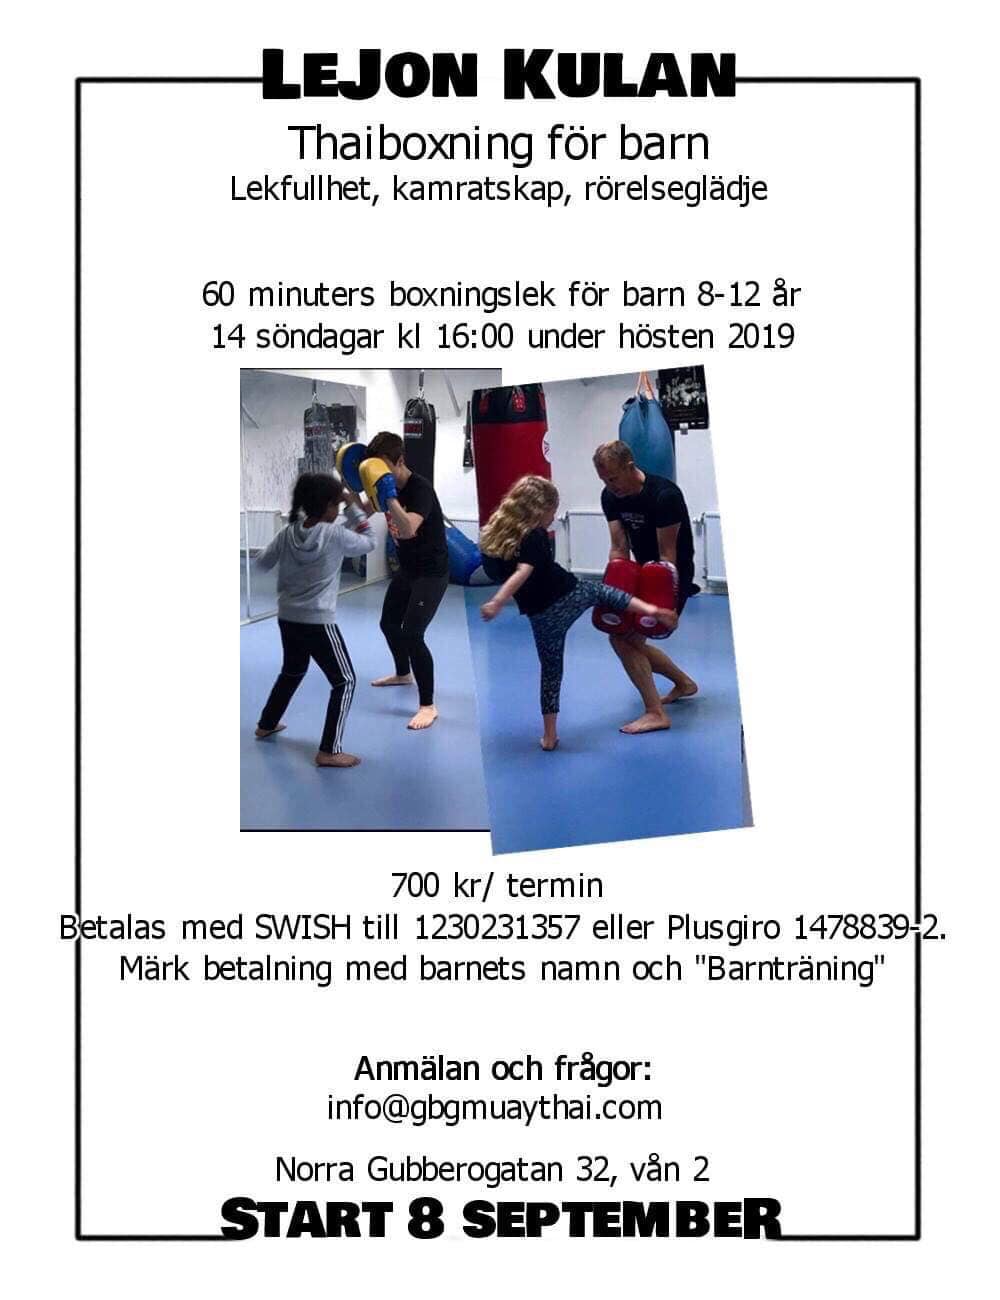 LEJON KULAN
Thaiboxning för barn
Lekfullhet, kamratskap, rörelseglädje
60 minuters boxningslek för barn 8-12 år
14 söndagar kl 16:00 under hösten 2019
700 kr/ termin
Betalas med SWISH till 1230231357 eller Plusgiro 1478839-2.
Märk betalning med barnets namn och "Barnträning"
Anmälan och frågor:
info@gbgmuaythai.com
Norra Gubberogatan 32, vån 2
START 8 SEPTEMBER